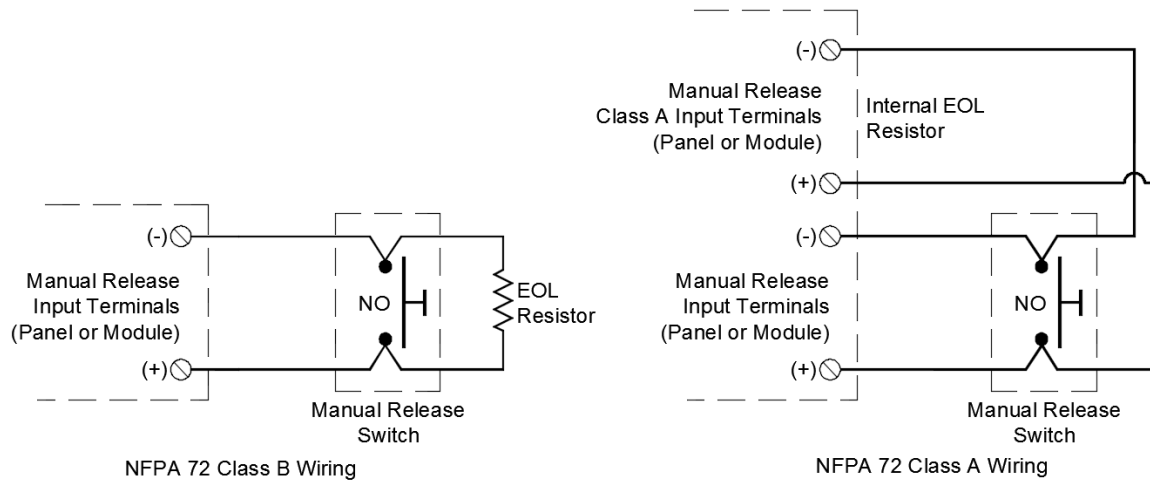 (-)
Manual Release
Input Terminals
(Panel or Module)
(+)
NO
EOL
Resistor
Manual Release
Switch
NFPA 72 Class B Wiring
(-)
Manual Release
Class A Input Terminals
(Panel or Module)
Internal EOL
Resistor
(+)
(-)
Manual Release
Input Terminals
(Panel or Module)
(+)
NO
Manual Release
Switch
NFPA 72 Class A Wiring